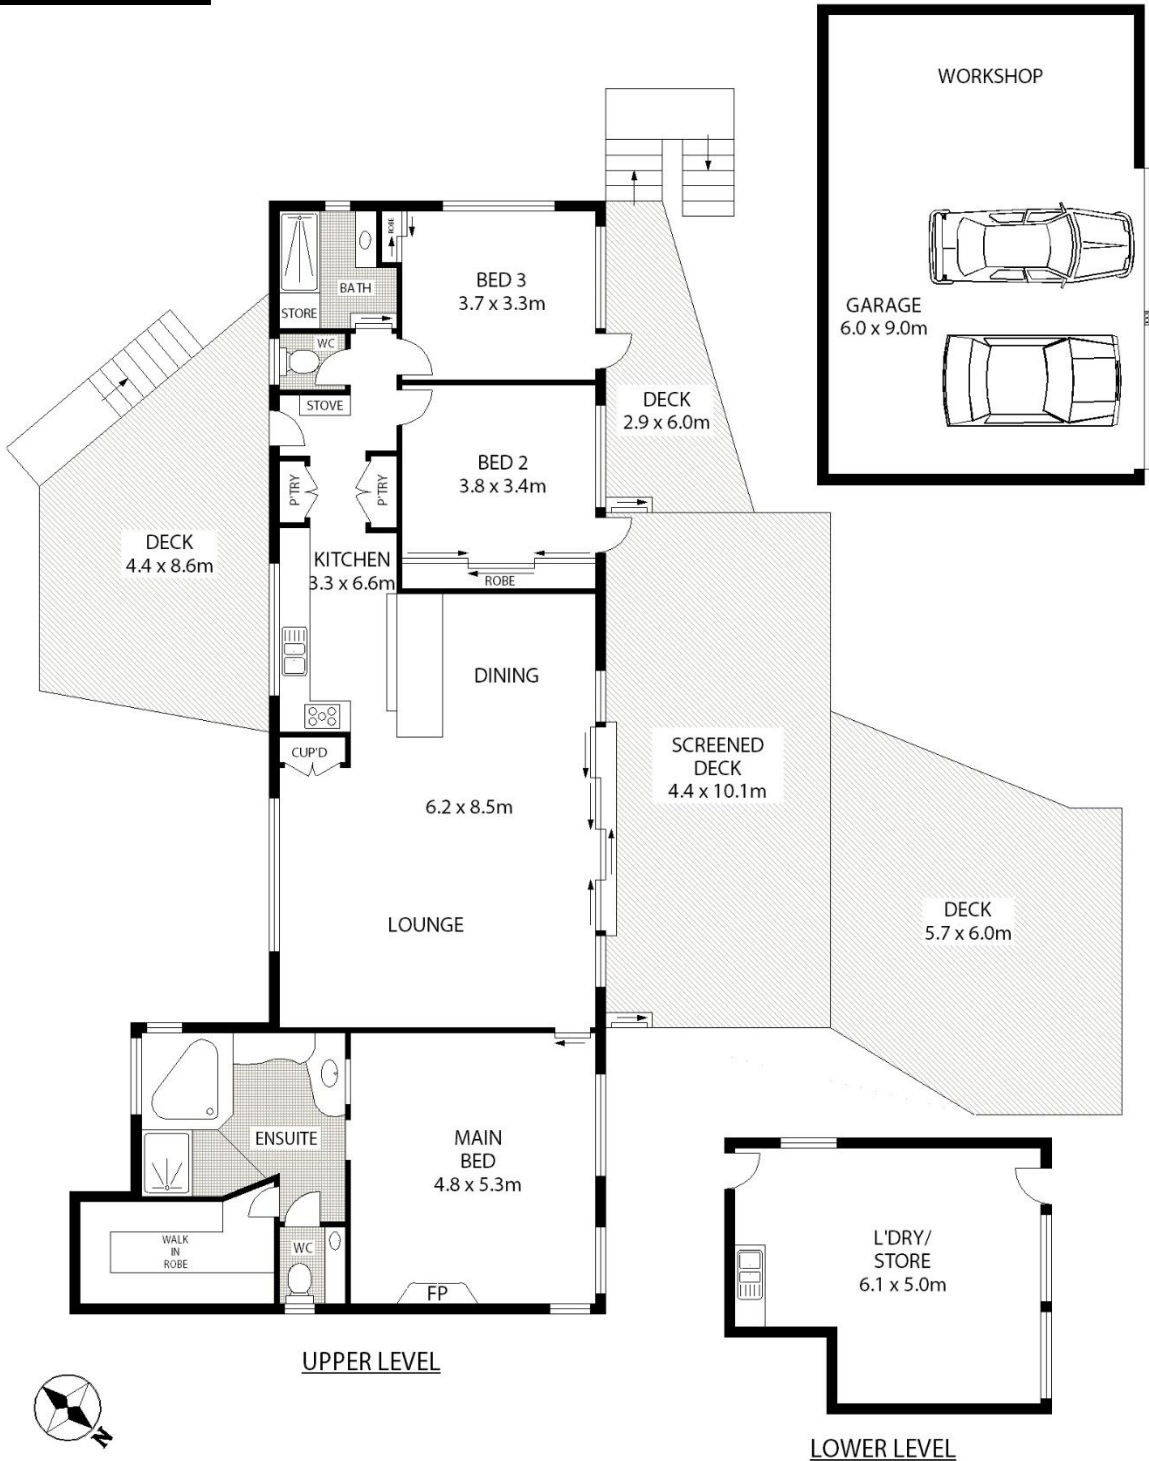 WORKSHOP
GARAGE
6.0 x 9.0m
ROBE
BED 3
3.7 x 3.3m
BATH
STORE
WC
STOVE
DECK
2.9 x 6.0m
BED 2
3.8 x 3.4m
P'TRY
P'TRY
DECK
4.4 x 8.6m
KITCHEN
3.3 x 6.6m
ROBE
DINING
CUP'D
SCREENED
DECK
4.4 x 10.1m
6.2 x 8.5m
LOUNGE
DECK
5.7 x 6.0m
ENSUITE
MAIN
BED
4.8 x 5.3m
WALK
IN
ROBE
WC
FP
L'DRY/
STORE
6.1 x 5.0m
UPPER LEVEL
N
LOWER LEVEL